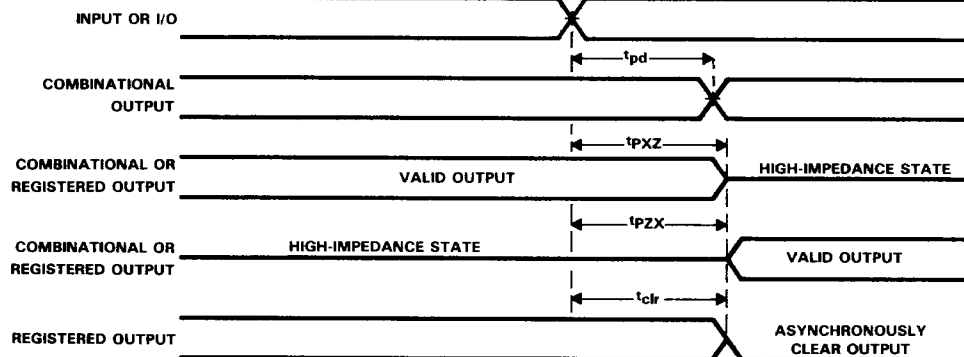 INPUT OR I/O
tpd
COMBINATIONAL
OUTPUT
tPXZ
COMBINATIONAL OR
REGISTERED OUTPUT
VALID OUTPUT
HIGH-IMPEDANCE STATE
tPZX
COMBINATIONAL OR
REGISTERED OUTPUT
HIGH-IMPEDANCE STATE
VALID OUTPUT
tclr
REGISTERED OUTPUT
ASYNCHRONOUSLY
CLEAR OUTPUT